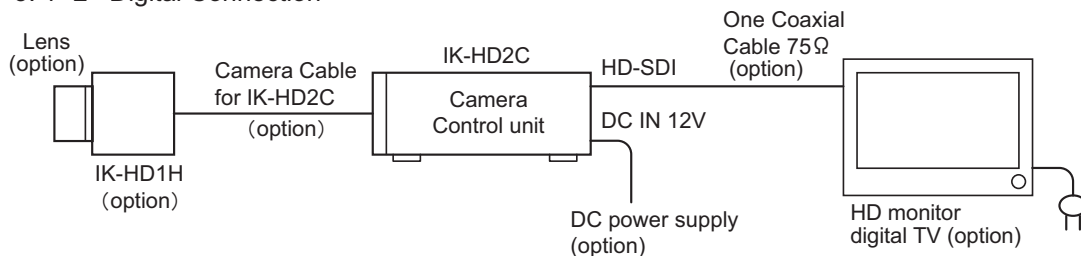 Digital Connection
Lens
(option)
IK-HD1H
（option）
Camera Cable
for IK-HD2C
（option）
IK-HD2C
Camera
Control unit
HD-SDI
DC IN 12V
DC power supply
(option)
One Coaxial
Cable 75Ω
(option)
HD monitor
digital TV (option)